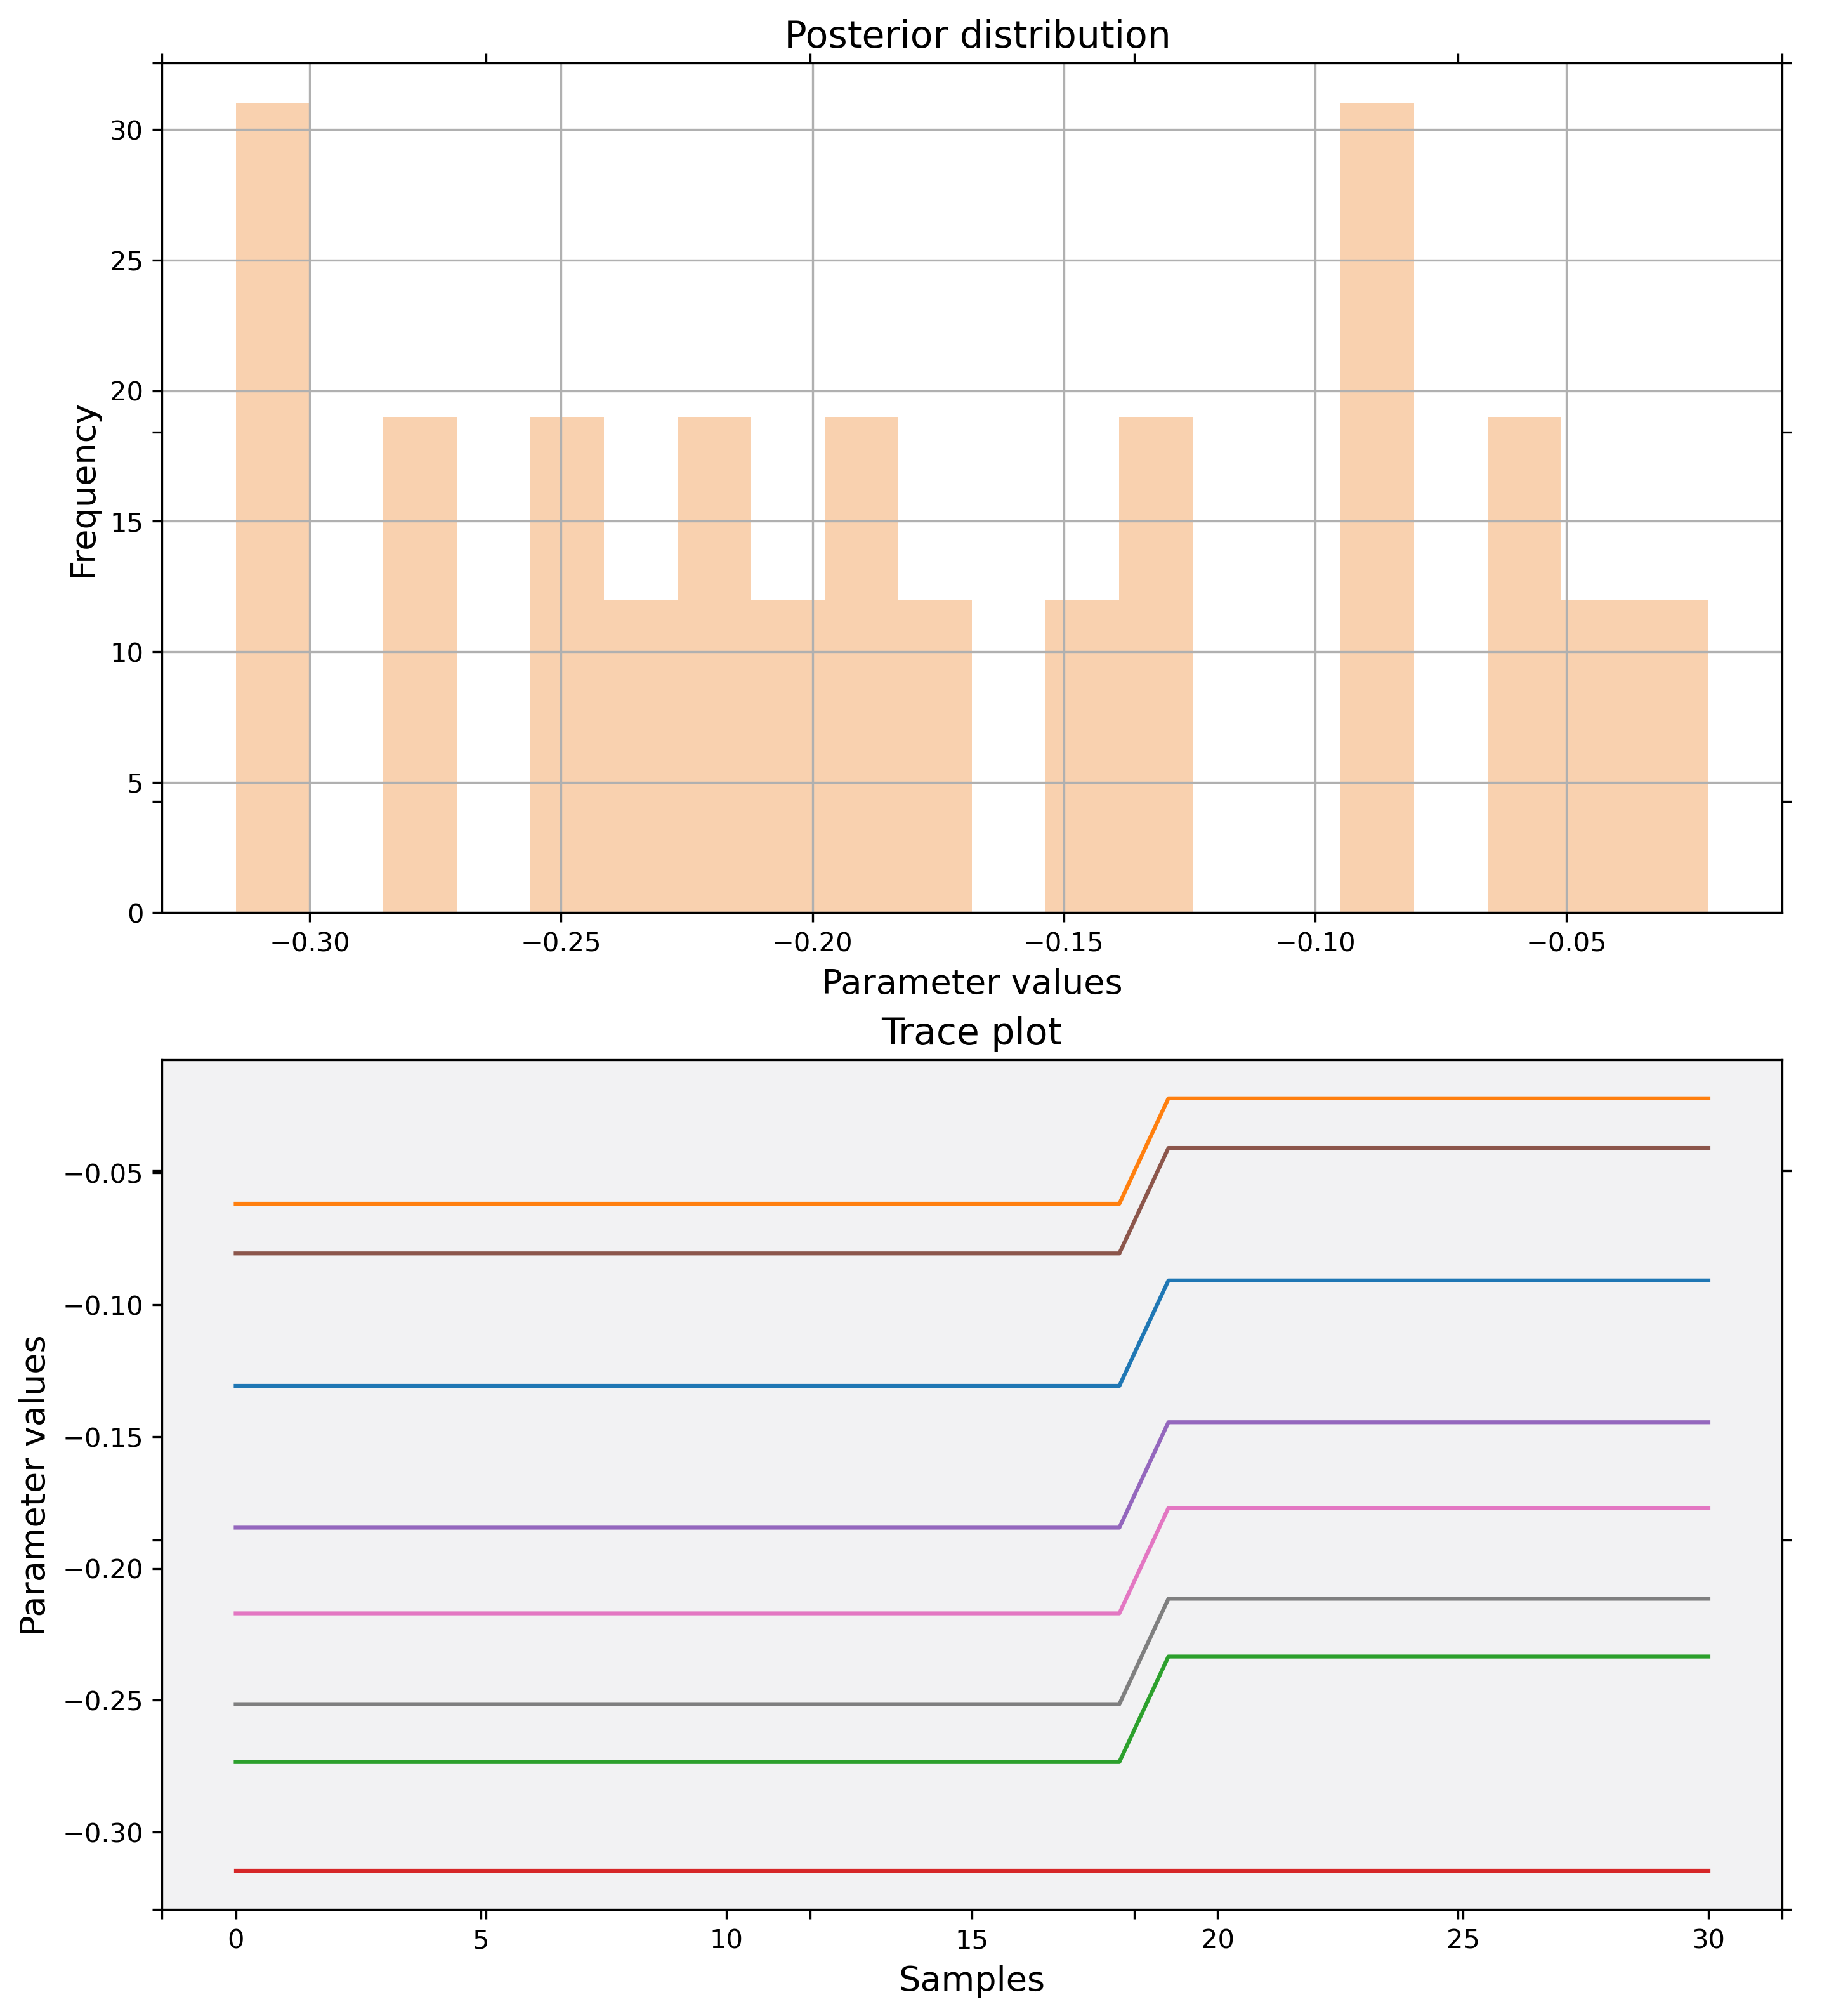 Posterior distribution
Frequency
30
25
20
15
10
5
0
−0.30 −0.25 −0.20 −0.15 −0.10 −0.05
Parameter values
Trace plot
Parameter values
−0.05
−0.10
−0.15
−0.20
−0.25
−0.30
0 5 10 15 20 25 30
Samples